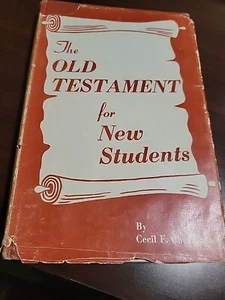 The
OLD
TESTAMENT
for
New
Students
By
Cecil F.